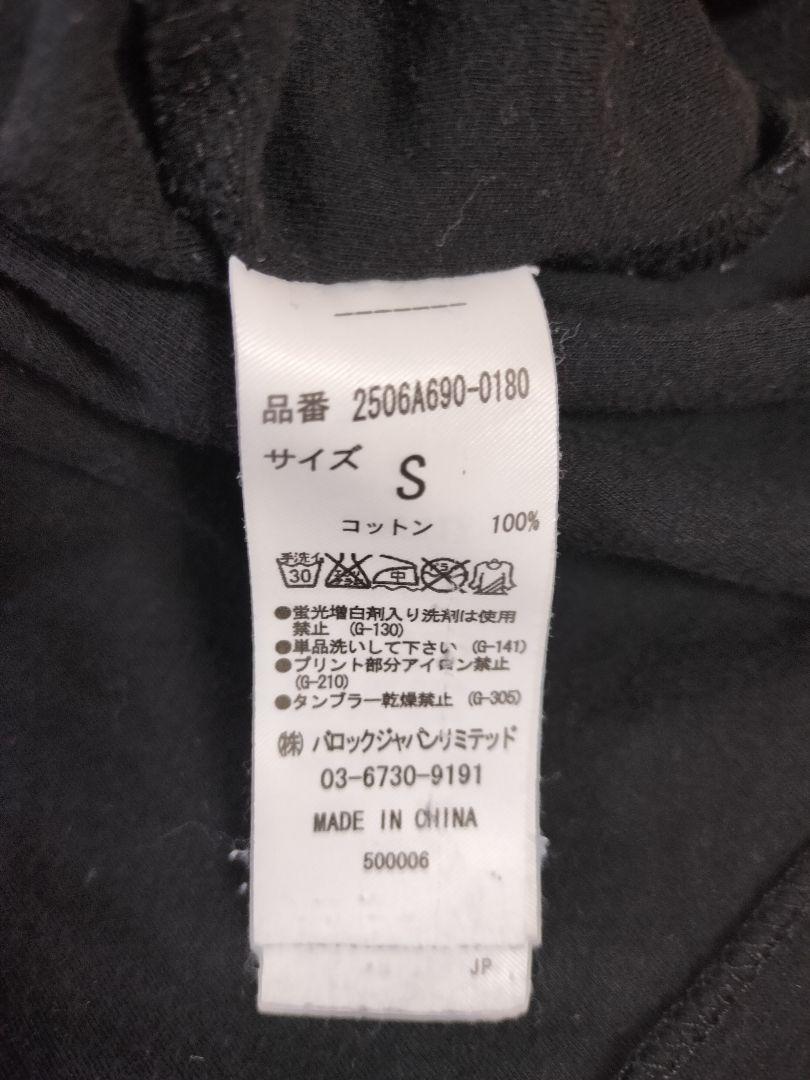 品番 2506A690-0180
サイズ S
コットン 100%
手洗イ
30 中
●蛍光増白剤入り洗剤は使用
禁止 (G-130)
●単品洗いして下さい (G-141)
●プリント部分アイロン禁止
(G-210)
●タンブラー乾燥禁止 (G-305)
㈱ バロックジャパンリミテッド
03-6730-9191
MADE IN CHINA
500006
JP